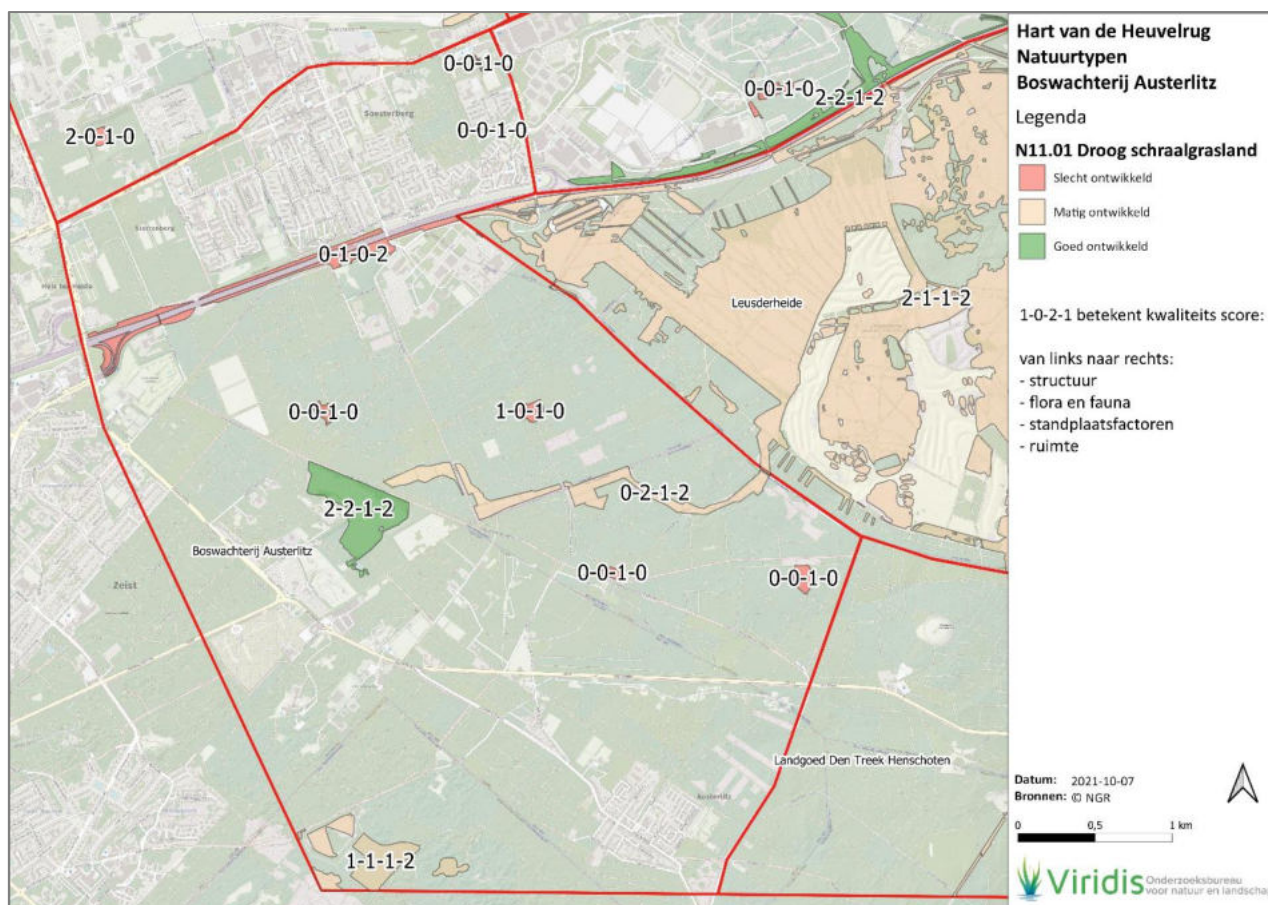 Hart van de Heuvelrug
Natuurtypen
Boswachterij Austerlitz
Legenda
N11.01 Droog schraalgrasland
Slecht ontwikkeld
Matig ontwikkeld
Goed ontwikkeld
1-0-2-1 betekent kwaliteits score:
van links naar rechts:
- structuur
- flora en fauna
- standplaatsfactoren
- ruimte
0-0-1-0
0-0-1-0
2-2-1-2
2-0-1-0
Soesterberg
0-0-1-0
0-1-0-2
Leusderheide
2-1-1-2
0-0-1-0
1-0-1-0
0-2-1-2
2-2-1-2
Boswachterij Austerlitz
Zeist
0-0-1-0
0-0-1-0
Landgoed Den Treek Henschoten
Austerlitz
1-1-1-2
Datum: 2021-10-07
Bronnen: © NGR
0 0,5 1 km
Viridis Onderzoeksbureau
voor natuur en landschap